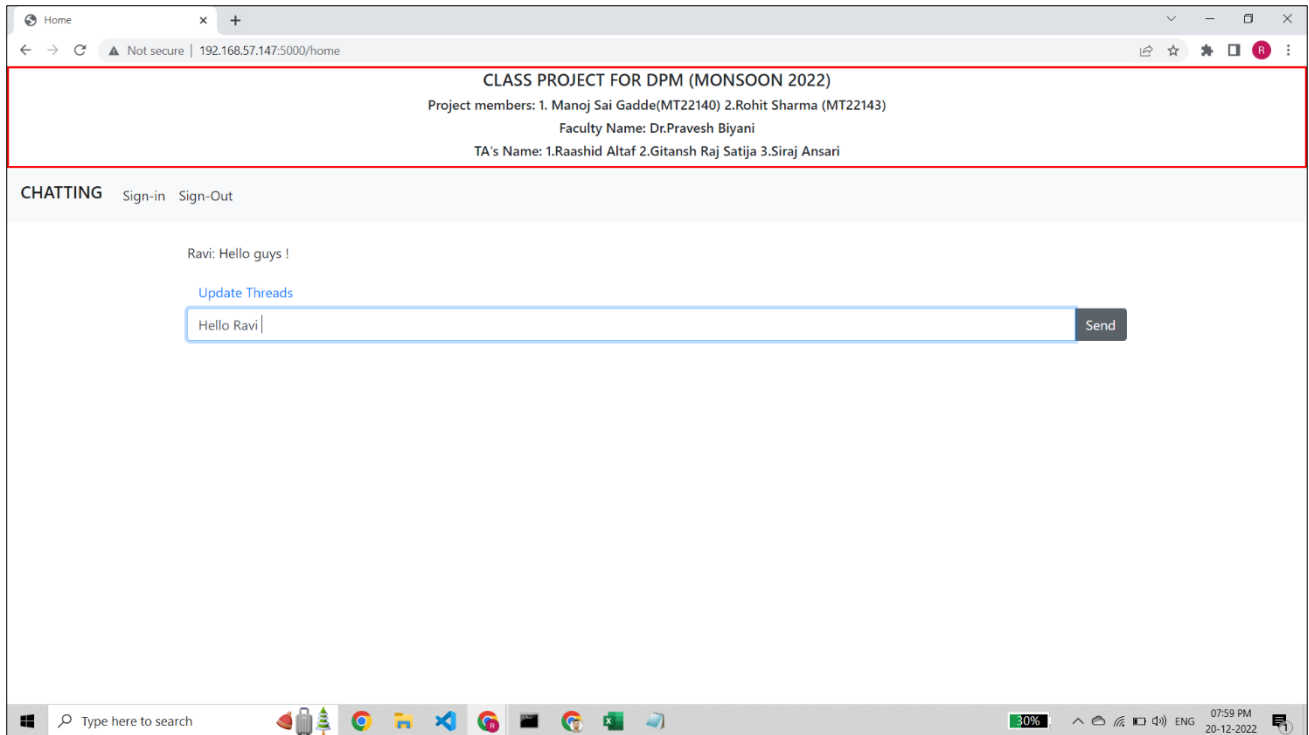 Home
Not secure | 192.168.57.147:5000/home
R
CLASS PROJECT FOR DPM (MONSOON 2022)
Project members: 1. Manoj Sai Gadde(MT22140) 2.Rohit Sharma (MT22143)
Faculty Name: Dr.Pravesh Biyani
TA's Name: 1.Raashid Altaf 2.Gitansh Raj Satija 3.Siraj Ansari
CHATTING Sign-in Sign-Out
Ravi: Hello guys !
Update Threads
Hello Ravi Send
Type here to search 30% ENG 07:59 PM
20-12-2022 1